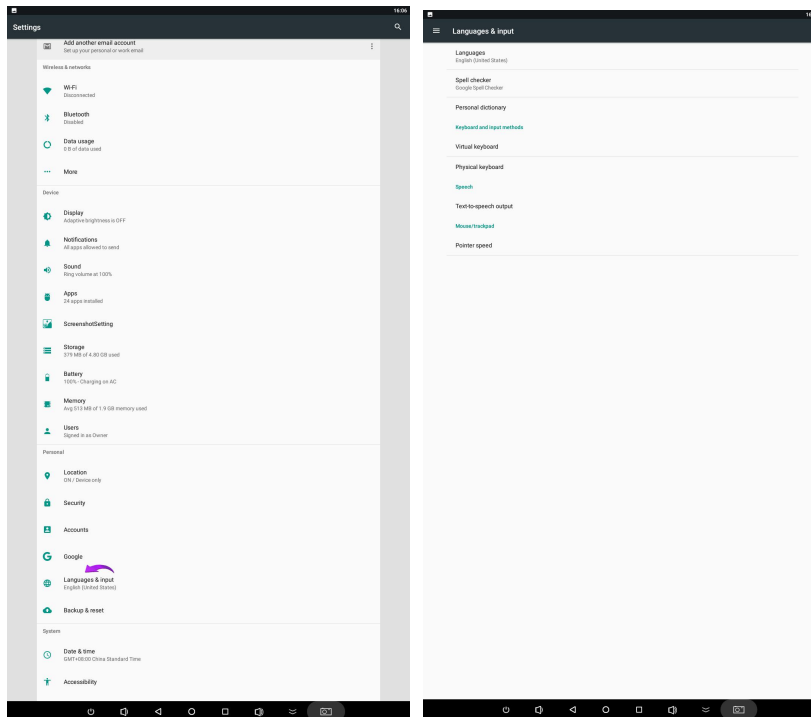 16:06
Settings
Add another email account
Set up your personal or work email
Wireless & networks
Wi-Fi
Disconnected
Bluetooth
Disabled
Data usage
0 B of data used
More
Device
Display
Adaptive brightness is OFF
Notifications
All apps allowed to send
Sound
Ring volume at 100%
Apps
24 apps installed
ScreenshotSetting
Storage
379 MB of 4.80 GB used
Battery
100% - Charging on AC
Memory
Avg 513 MB of 1.9 GB memory used
Users
Signed in as Owner
Personal
Location
ON / Device only
Security
Accounts
Google
Languages & input
English (United States)
Backup & reset
System
Date & time
GMT+08:00 China Standard Time
Accessibility
16
Languages & input
Languages
English (United States)
Spell checker
Google Spell Checker
Personal dictionary
Keyboard and input methods
Virtual keyboard
Physical keyboard
Speech
Text-to-speech output
Mouse/trackpad
Pointer speed